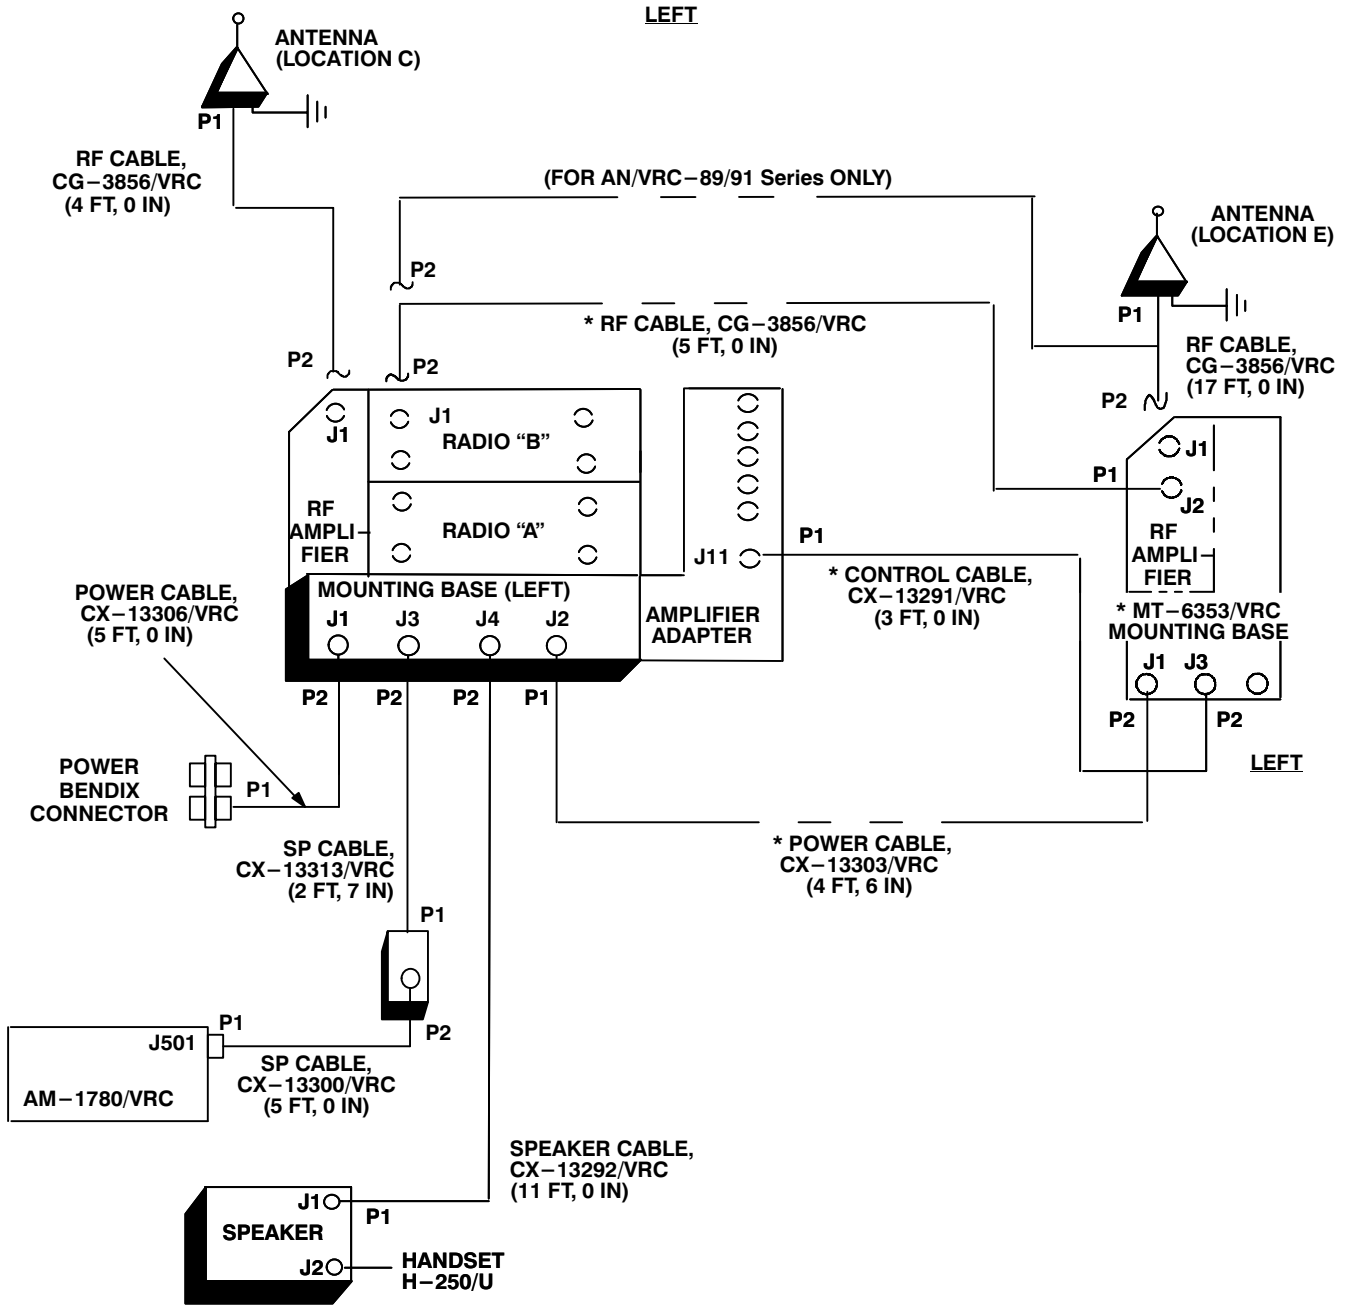 LEFT
ANTENNA
(LOCATION C)
P1
RF CABLE,
CG–3856/VRC
(4 FT, 0 IN)
(FOR AN/VRC–89/91 Series ONLY)
ANTENNA
(LOCATION E)
P2
P1
* RF CABLE, CG–3856/VRC
(5 FT, 0 IN)
RF CABLE,
CG–3856/VRC
(17 FT, 0 IN)
P2
P2
P2
J1
J1
RADIO “B”
J1
P1
J2
RF
AMPLI–
FIER
RADIO “A”
P1
J11
RF
AMPLI–
FIER
* CONTROL CABLE,
CX–13291/VRC
(3 FT, 0 IN)
POWER CABLE,
CX–13306/VRC
(5 FT, 0 IN)
MOUNTING BASE (LEFT)
J1
J3
J4
J2
AMPLIFIER
ADAPTER
* MT–6353/VRC
MOUNTING BASE
J1
J3
P2
P2
P2
P1
P2
P2
LEFT
POWER
BENDIX
CONNECTOR
P1
SP CABLE,
CX–13313/VRC
(2 FT, 7 IN)
* POWER CABLE,
CX–13303/VRC
(4 FT, 6 IN)
P1
P2
P1
J501
AM–1780/VRC
SP CABLE,
CX–13300/VRC
(5 FT, 0 IN)
SPEAKER CABLE,
CX–13292/VRC
(11 FT, 0 IN)
J1
P1
SPEAKER
J2
HANDSET
H–250/U